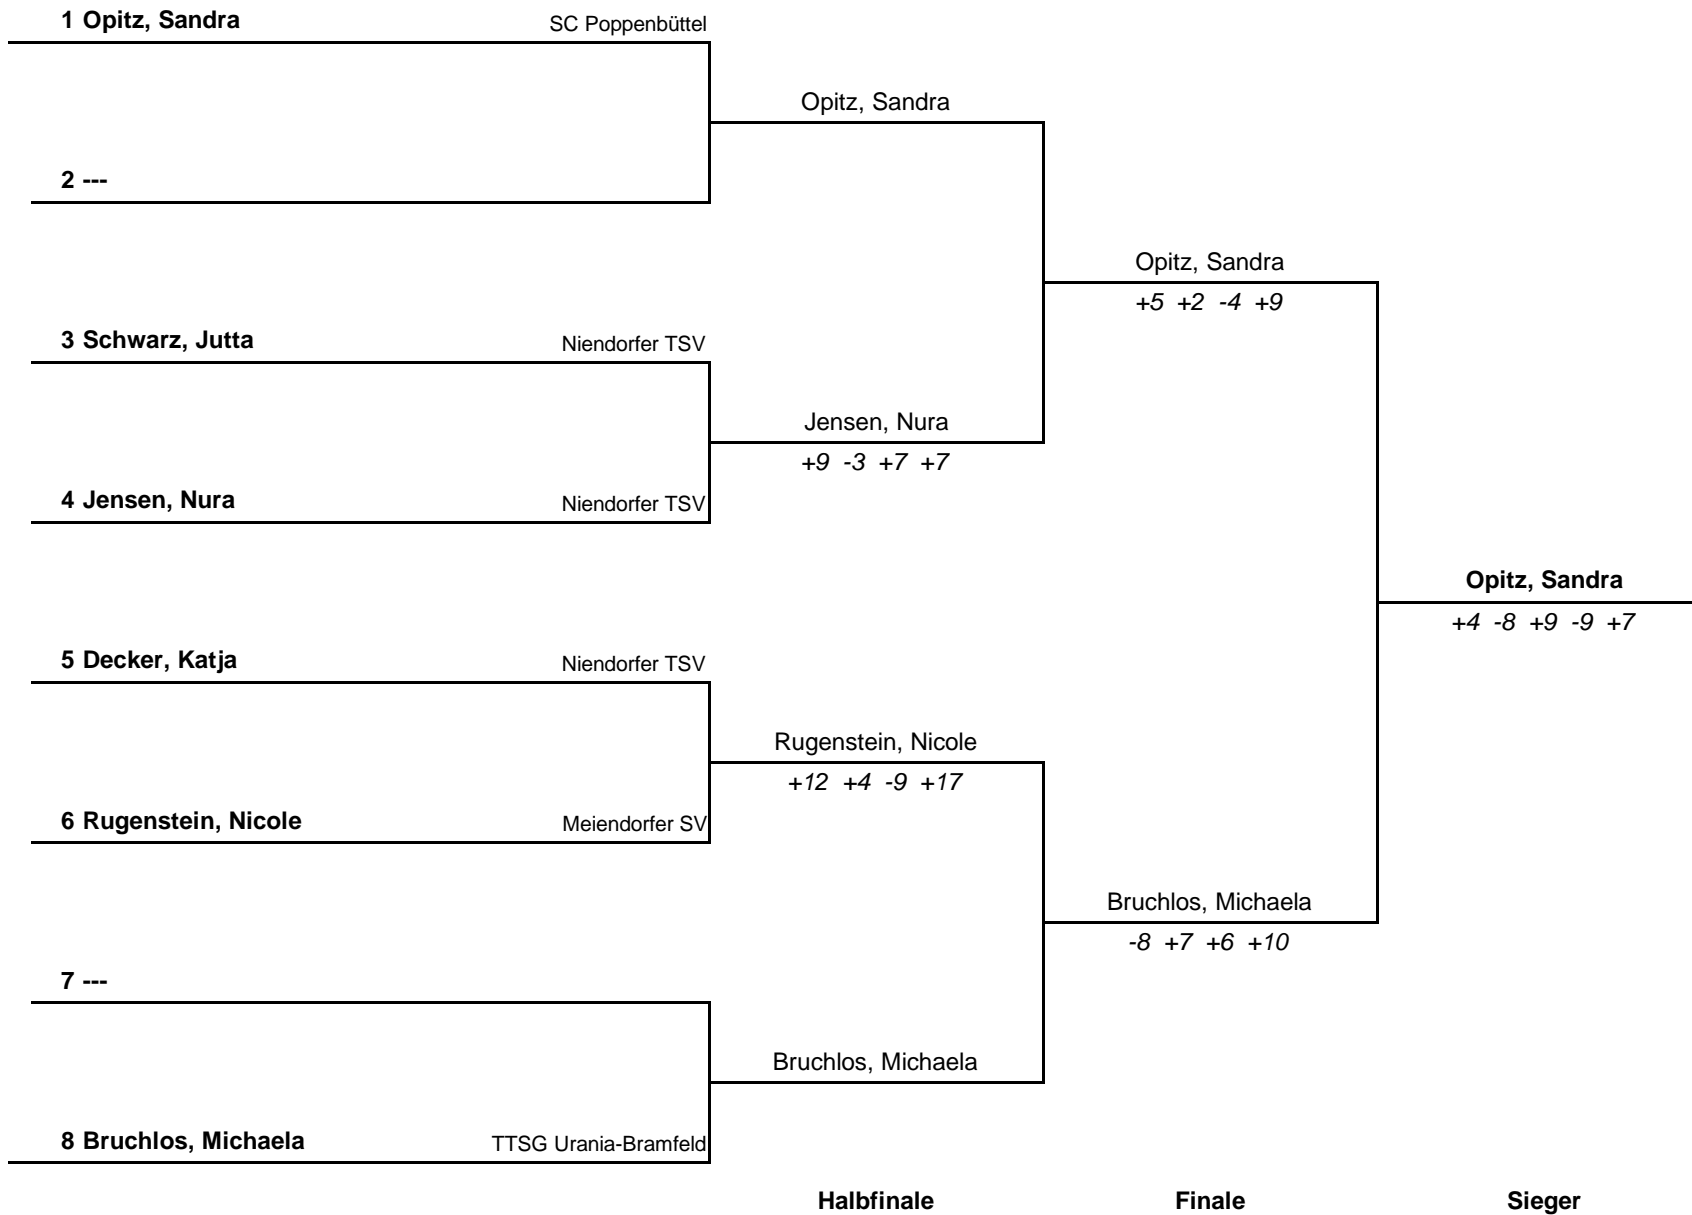 1 Opitz, Sandra SC Poppenbüttel
Opitz, Sandra
2 ---
Opitz, Sandra
+5 +2 -4 +9
3 Schwarz, Jutta Niendorfer TSV
Jensen, Nura
+9 -3 +7 +7
4 Jensen, Nura Niendorfer TSV
Opitz, Sandra
+4 -8 +9 -9 +7
5 Decker, Katja Niendorfer TSV
Rugenstein, Nicole
+12 +4 -9 +17
6 Rugenstein, Nicole Meiendorfer SV
Bruchlos, Michaela
-8 +7 +6 +10
7 ---
Bruchlos, Michaela
8 Bruchlos, Michaela TTSG Urania-Bramfeld
Halbfinale Finale Sieger